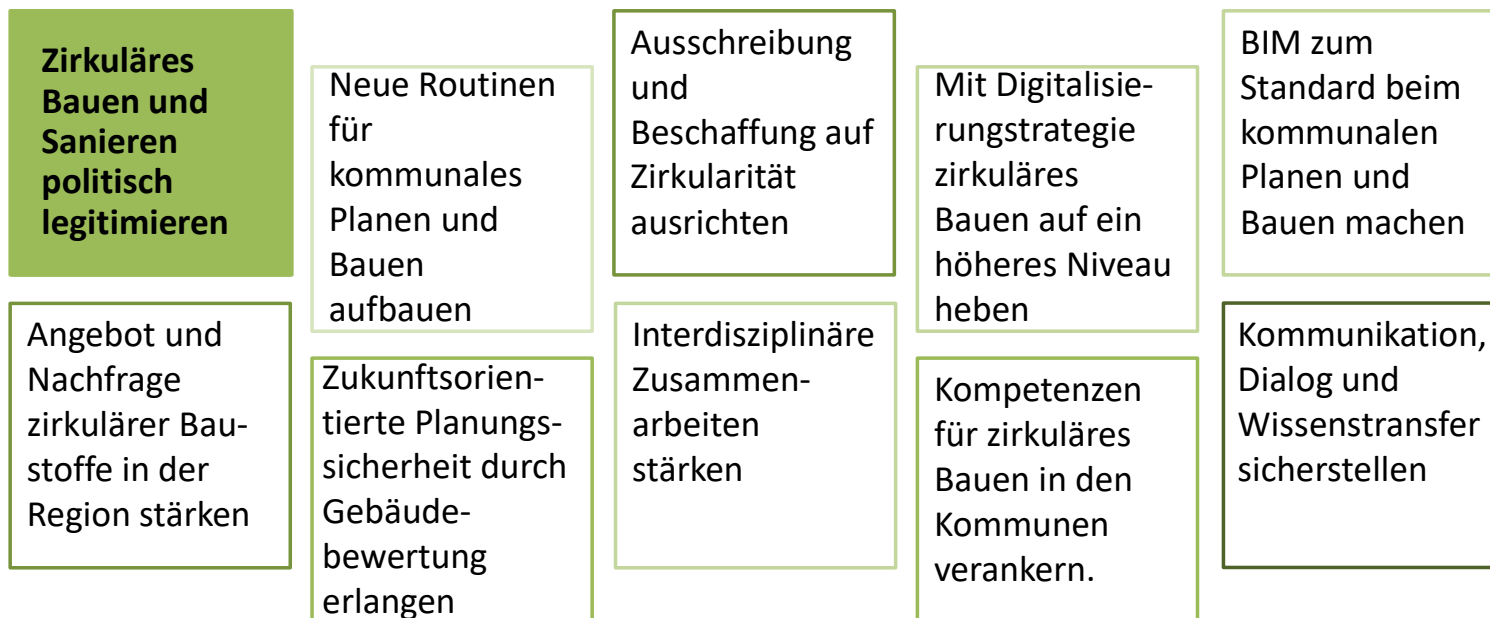 Zirkuläres
Bauen und
Sanieren
politisch
legitimieren
Neue Routinen
für
kommunales
Planen und
Bauen
aufbauen
Ausschreibung
und
Beschaffung auf
Zirkularität
ausrichten
Mit Digitalisie-
rungstrategie
zirkuläres
Bauen auf ein
höheres Niveau
heben
BIM zum
Standard beim
kommunalen
Planen und
Bauen machen
Angebot und
Nachfrage
zirkulärer Bau-
stoffe in der
Region stärken
Zukunftsorien-
tierte Planungs-
sicherheit durch
Gebäude-
bewertung
erlangen
Interdisziplinäre
Zusammen-
arbeiten
stärken
Kompetenzen
für zirkuläres
Bauen in den
Kommunen
verankern.
Kommunikation,
Dialog und
Wissenstransfer
sicherstellen